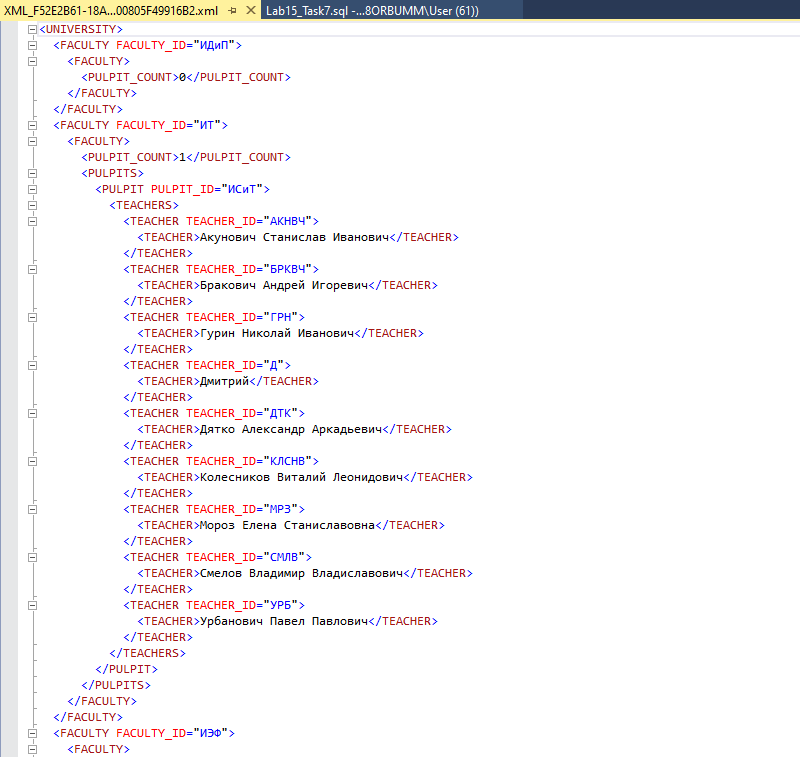 XML_F52E2B61-18A...00805F49916B2.xml Lab15_Task7.sql -...8ORBUMM\User (61))
<UNIVERSITY>
<FACULTY FACULTY_ID="ИДиП">
<FACULTY>
<PULPIT_COUNT>0</PULPIT_COUNT>
</FACULTY>
</FACULTY>
<FACULTY FACULTY_ID="ИТ">
<FACULTY>
<PULPIT_COUNT>1</PULPIT_COUNT>
<PULPITS>
<PULPIT PULPIT_ID="ИСиТ">
<TEACHERS>
<TEACHER TEACHER_ID="АКНВЧ">
<TEACHER>Акунович Станислав Иванович</TEACHER>
</TEACHER>
<TEACHER TEACHER_ID="БРКВЧ">
<TEACHER>Бракович Андрей Игоревич</TEACHER>
</TEACHER>
<TEACHER TEACHER_ID="ГРН">
<TEACHER>Гурин Николай Иванович</TEACHER>
</TEACHER>
<TEACHER TEACHER_ID="Д">
<TEACHER>Дмитрий</TEACHER>
</TEACHER>
<TEACHER TEACHER_ID="ДТК">
<TEACHER>Дятко Александр Аркадьевич</TEACHER>
</TEACHER>
<TEACHER TEACHER_ID="КЛСНВ">
<TEACHER>Колесников Виталий Леонидович</TEACHER>
</TEACHER>
<TEACHER TEACHER_ID="МРЗ">
<TEACHER>Мороз Елена Станиславовна</TEACHER>
</TEACHER>
<TEACHER TEACHER_ID="СМЛВ">
<TEACHER>Смелов Владимир Владиславович</TEACHER>
</TEACHER>
<TEACHER TEACHER_ID="УРБ">
<TEACHER>Урбанович Павел Павлович</TEACHER>
</TEACHER>
</TEACHERS>
</PULPIT>
</PULPITS>
</FACULTY>
</FACULTY>
<FACULTY FACULTY_ID="ИЭФ">
<FACULTY>